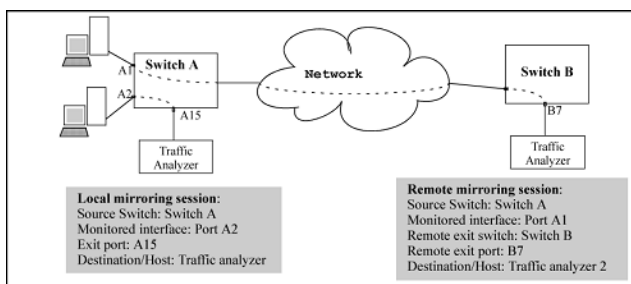 A1
Switch A
A2
A15
Traffic
Analyzer
Network
Switch B
B7
Traffic
Analyzer
Local mirroring session:
Source Switch: Switch A
Monitored interface: Port A2
Exit port: A15
Destination/Host: Traffic analyzer
Remote mirroring session:
Source Switch: Switch A
Monitored interface: Port A1
Remote exit switch: Switch B
Remote exit port: B7
Destination/Host: Traffic analyzer 2